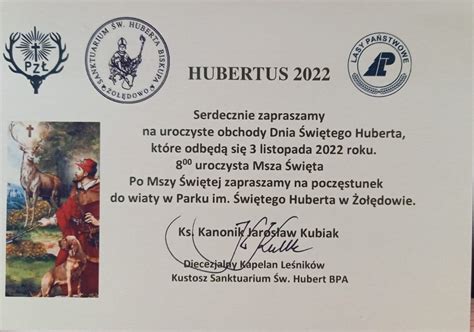 PZŁ
SANKTUARIUM ŚW. HUBERTA BISKUPA
ŻOŁĘDOWO
LASY PAŃSTWOWE
HUBERTUS 2022
Serdecznie zapraszamy
na uroczyste obchody Dnia Świętego Huberta,
które odbędą się 3 listopada 2022 roku.
8⁰⁰ uroczysta Msza Święta
Po Mszy Świętej zapraszamy na poczęstunek
do wiaty w Parku im. Świętego Huberta w Żołędowie.
Ks. Kanonik Jarosław Kubiak
Diecezjalny Kapelan Leśników
Kustosz Sanktuarium Św. Hubert BPA